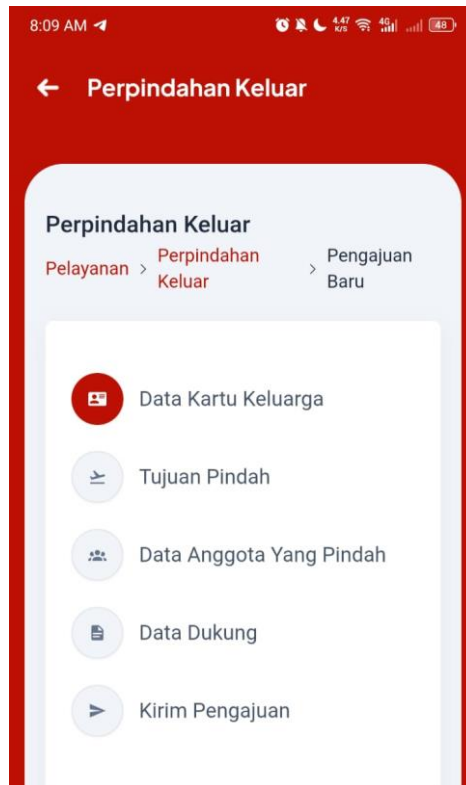 8:09 AM
4.47 K/S 4G 48
Perpindahan Keluar
Perpindahan Keluar
Pelayanan > Perpindahan Keluar > Pengajuan Baru
Data Kartu Keluarga
Tujuan Pindah
Data Anggota Yang Pindah
Data Dukung
Kirim Pengajuan